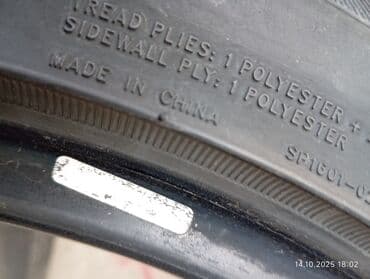 TREAD PLIES: 1 POLYESTER +
SIDEWALL PLY: 1 POLYESTER
MADE IN CHINA
14.10.2025 18:02